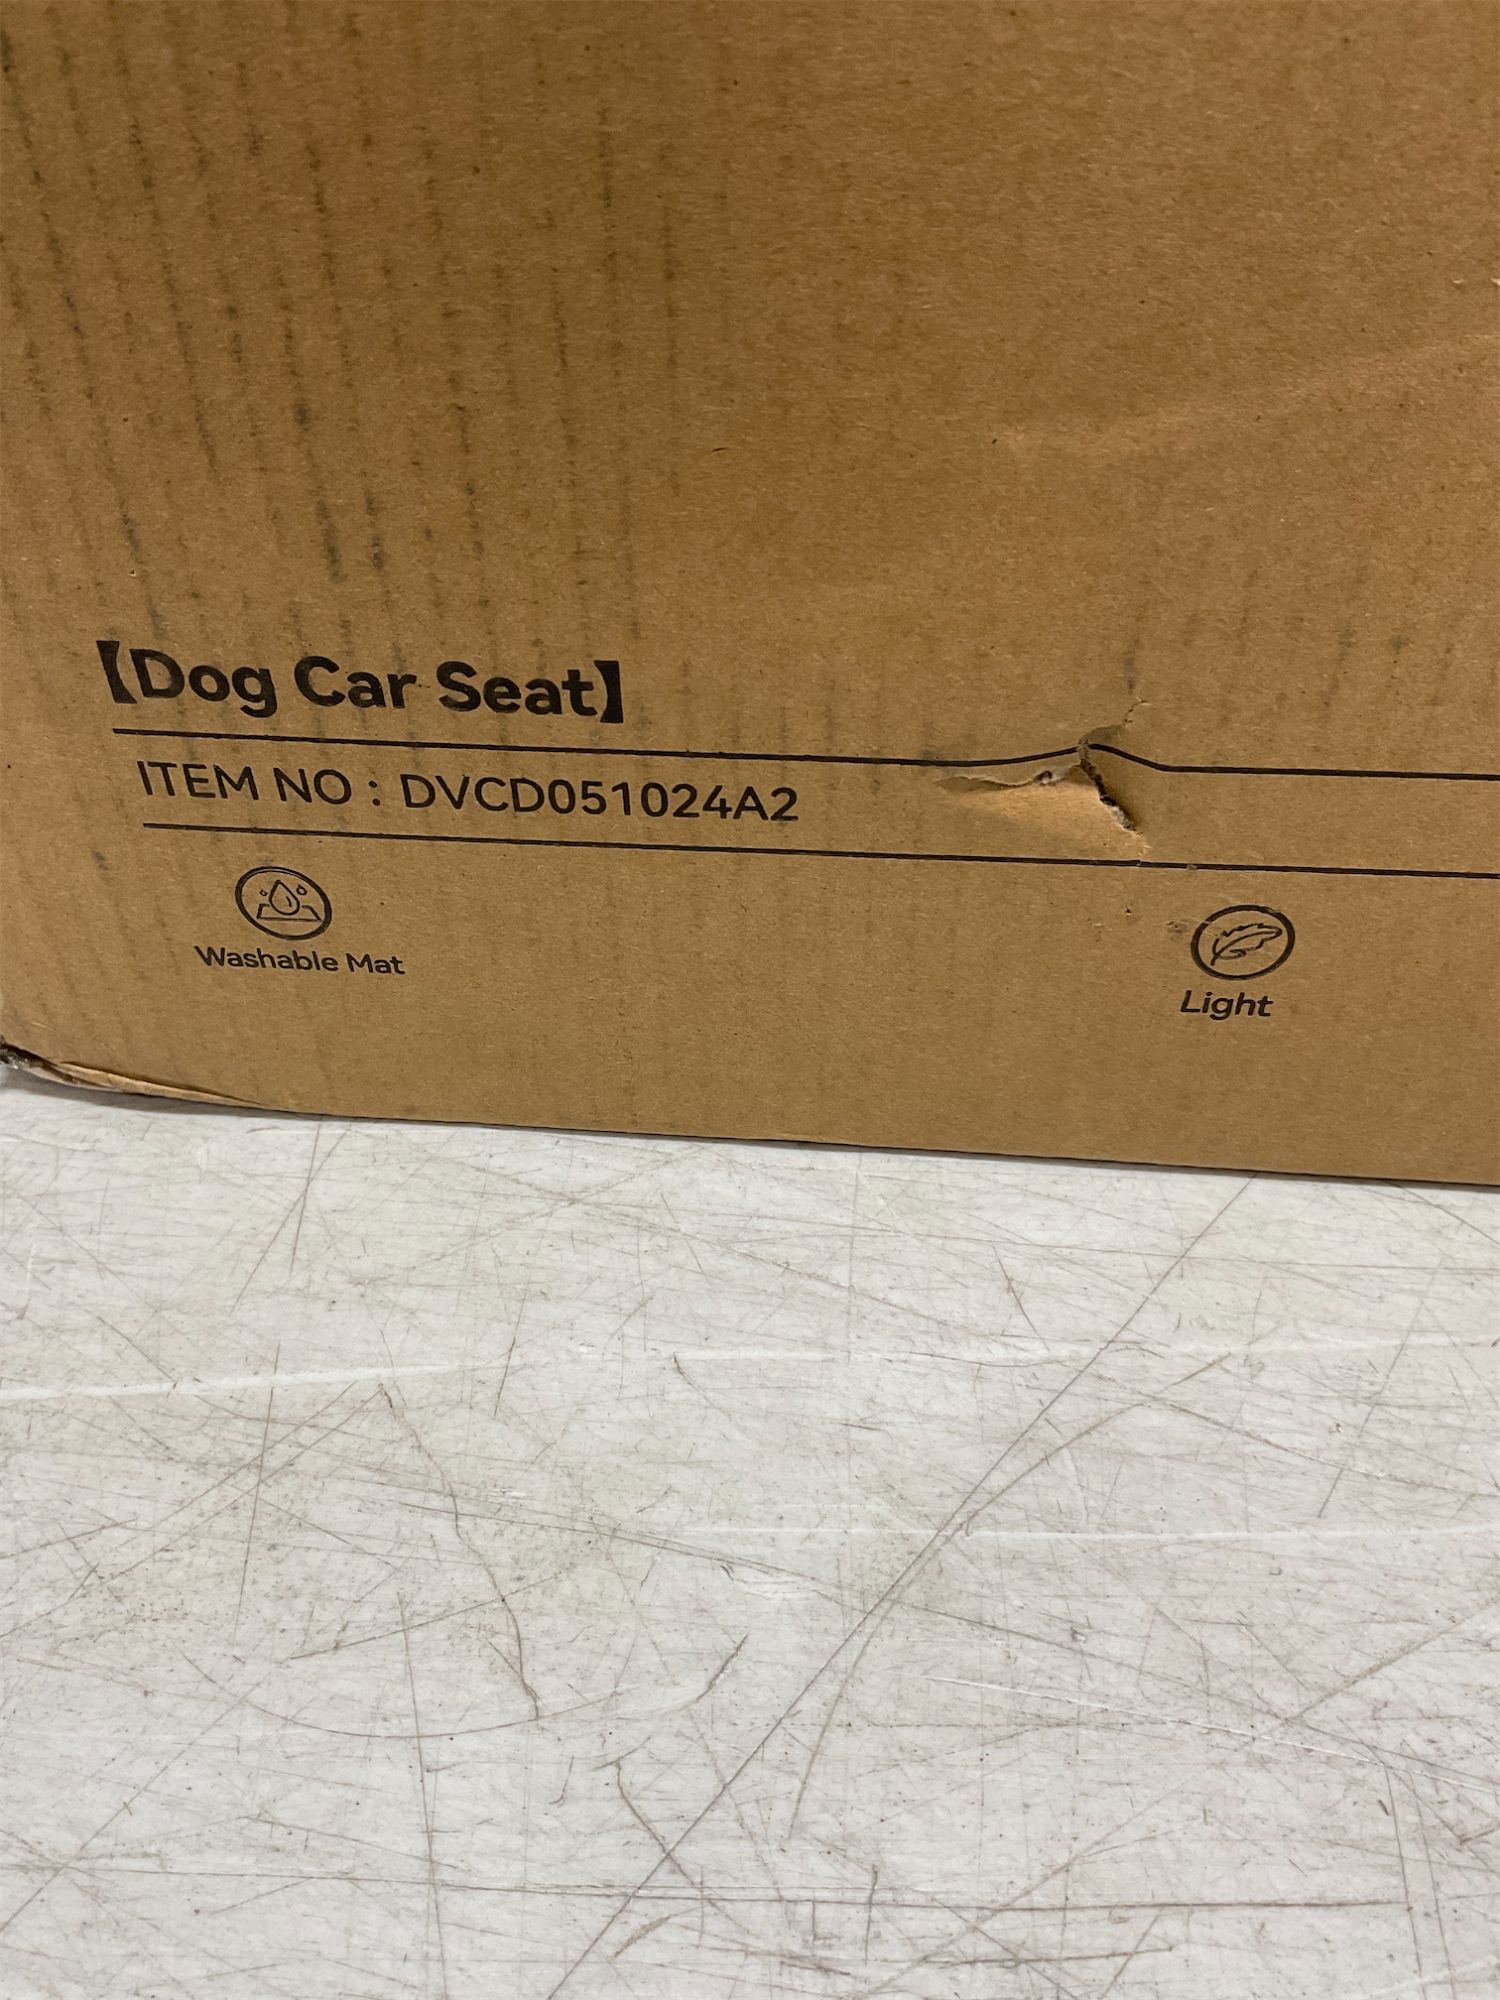 【Dog Car Seat】
ITEM NO : DVCD051024A2
Washable Mat
Light